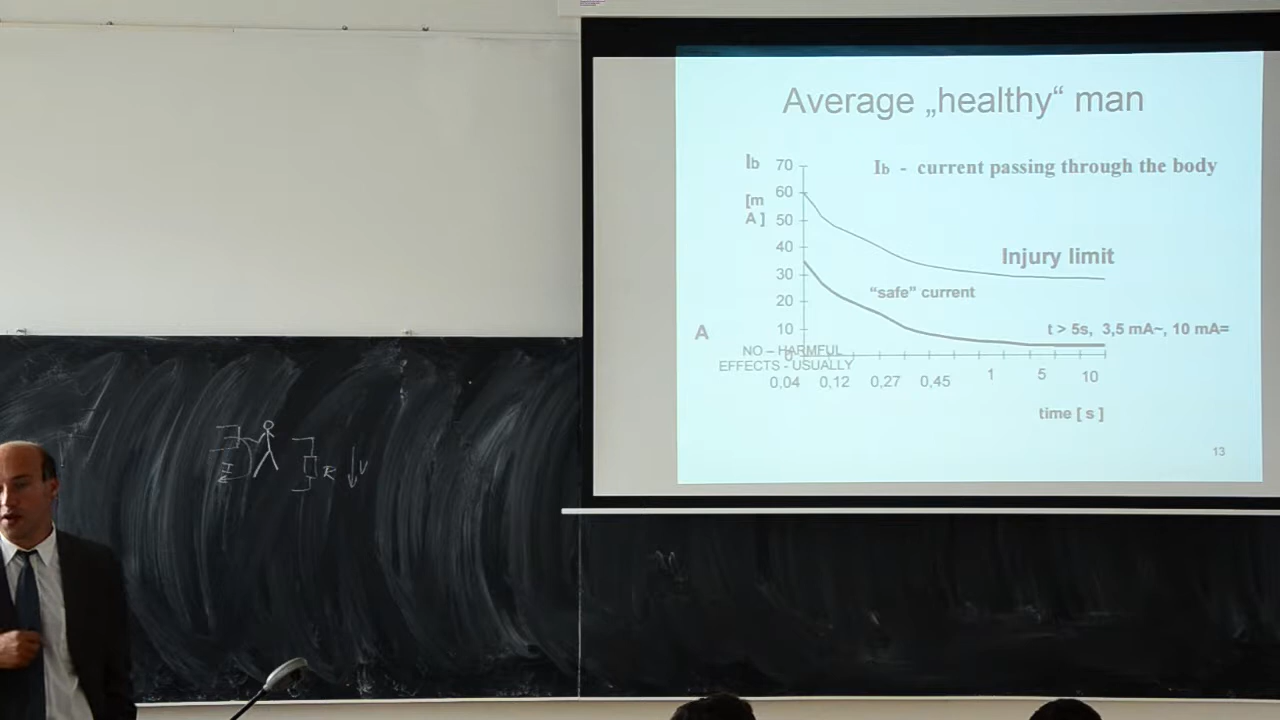 Average „healthy“ man
Ib
[m
A ]
70
60
50
40
30
20
10
0
Ib - current passing through the body
Injury limit
“safe” current
t > 5s, 3,5 mA~, 10 mA=
A
NO – HARMFUL
EFFECTS - USUALLY
0,04 0,12 0,27 0,45 1 5 10
time [ s ]
13
I R U